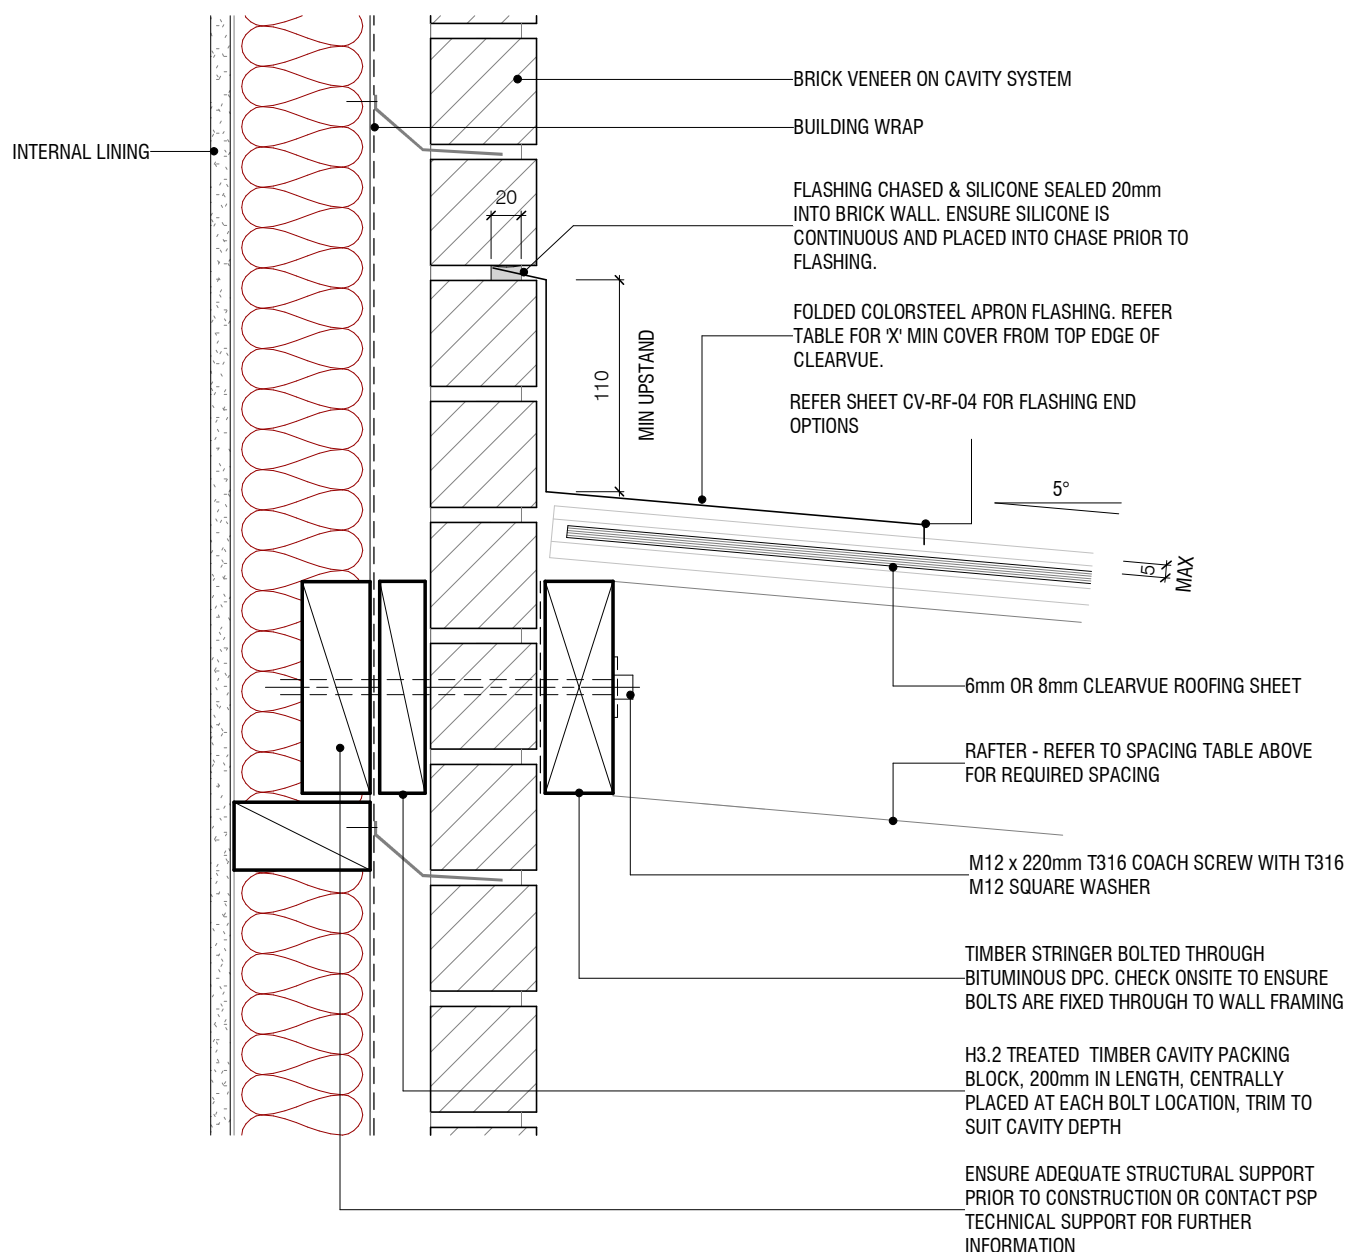 BRICK VENEER ON CAVITY SYSTEM
BUILDING WRAP
INTERNAL LINING
FLASHING CHASED & SILICONE SEALED 20mm
INTO BRICK WALL. ENSURE SILICONE IS
CONTINUOUS AND PLACED INTO CHASE PRIOR TO
FLASHING.
20
FOLDED COLORSTEEL APRON FLASHING. REFER
TABLE FOR 'X' MIN COVER FROM TOP EDGE OF
CLEARVUE.
110
MIN UPSTAND
REFER SHEET CV-RF-04 FOR FLASHING END
OPTIONS
5°
5
MAX
6mm OR 8mm CLEARVUE ROOFING SHEET
RAFTER - REFER TO SPACING TABLE ABOVE
FOR REQUIRED SPACING
M12 x 220mm T316 COACH SCREW WITH T316
M12 SQUARE WASHER
TIMBER STRINGER BOLTED THROUGH
BITUMINOUS DPC. CHECK ONSITE TO ENSURE
BOLTS ARE FIXED THROUGH TO WALL FRAMING
H3.2 TREATED  TIMBER CAVITY PACKING
BLOCK, 200mm IN LENGTH, CENTRALLY
PLACED AT EACH BOLT LOCATION, TRIM TO
SUIT CAVITY DEPTH
ENSURE ADEQUATE STRUCTURAL SUPPORT
PRIOR TO CONSTRUCTION OR CONTACT PSP
TECHNICAL SUPPORT FOR FURTHER
INFORMATION